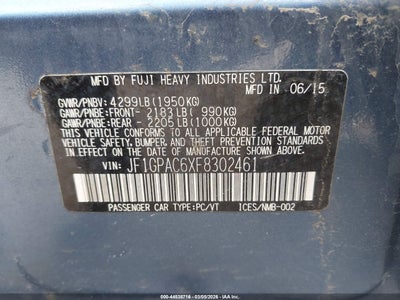 MFD BY FUJI HEAVY INDUSTRIES LTD.
MFD IN 06/15
GVWR/PNBV: 4299LB(1950KG)
GAWR/PNBE:FRONT- 2183LB( 990KG)
GAWR/PNBE:REAR - 2205LB(1000KG)
THIS VEHICLE CONFORMS TO ALL APPLICABLE FEDERAL MOTOR
VEHICLE SAFETY, BUMPER, AND THEFT PREVENTION STANDARDS
IN EFFECT ON THE DATE OF MANUFACTURE SHOWN ABOVE.
VIN: JF1GPAC6XF8302461
PASSENGER CAR TYPE:PC/VT ICES/NMB-002
000-44838716 - 03/05/2026 -